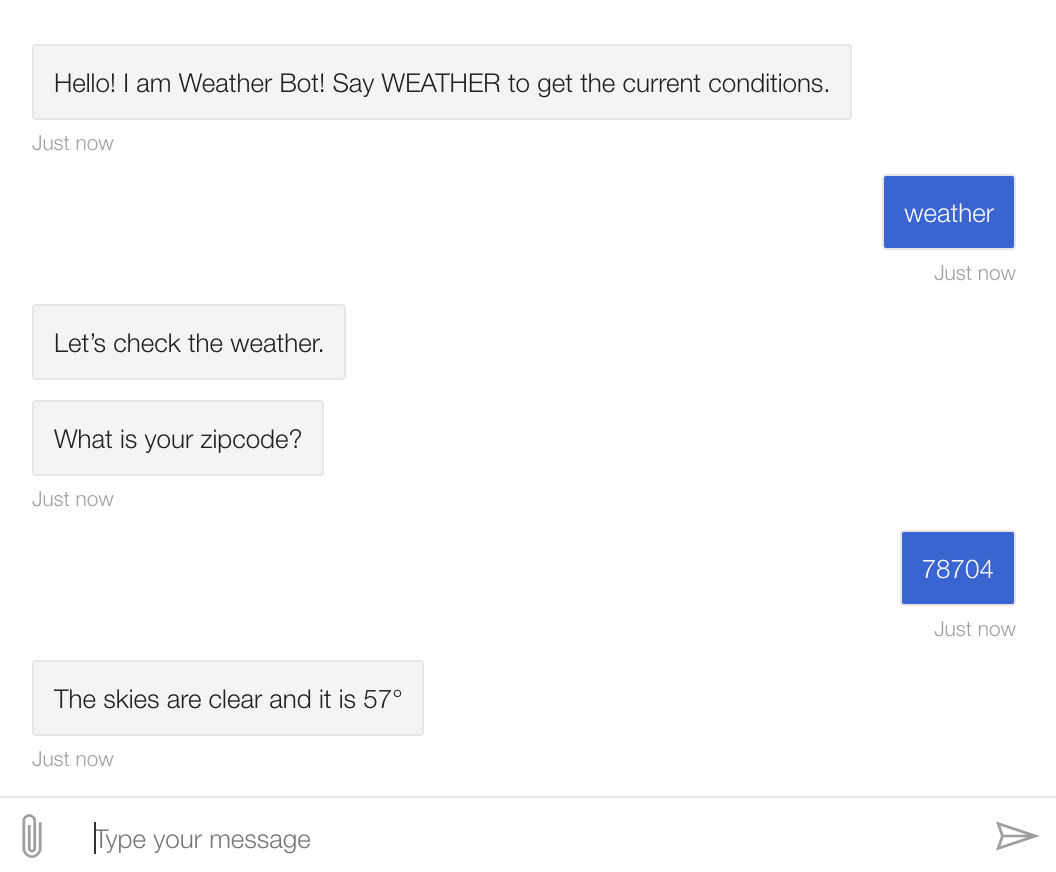 Hello! I am Weather Bot! Say WEATHER to get the current conditions.
Just now
weather
Just now
Let’s check the weather.
What is your zipcode?
Just now
78704
Just now
The skies are clear and it is 57°
Just now
Type your message